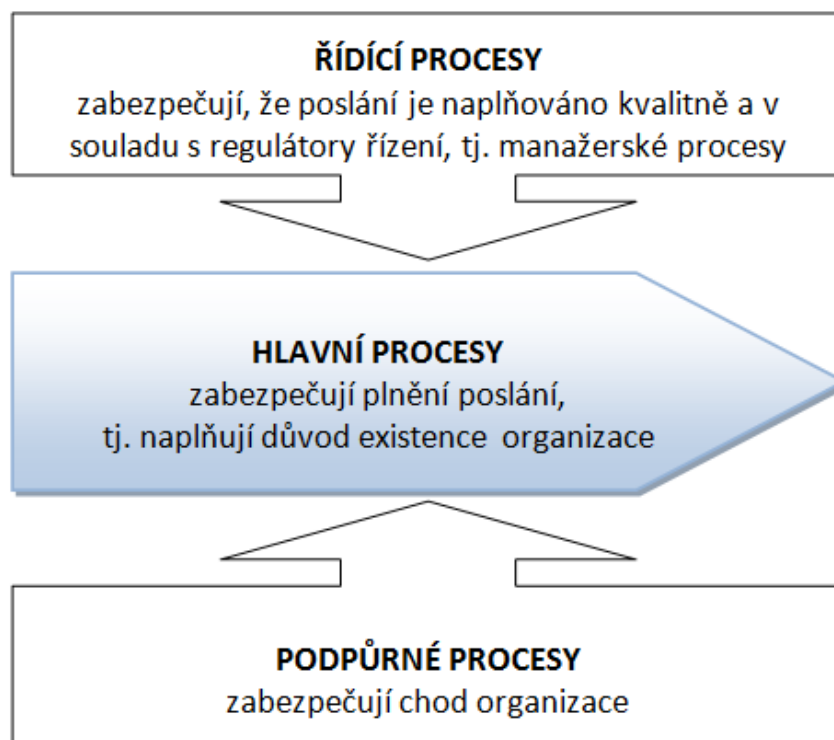 ŘÍDÍCÍ PROCESY
zabezpečují, že poslání je naplňováno kvalitně a v
souladu s regulátory řízení, tj. manažerské procesy
HLAVNÍ PROCESY
zabezpečují plnění poslání,
tj. naplňují důvod existence organizace
PODPŮRNÉ PROCESY
zabezpečují chod organizace